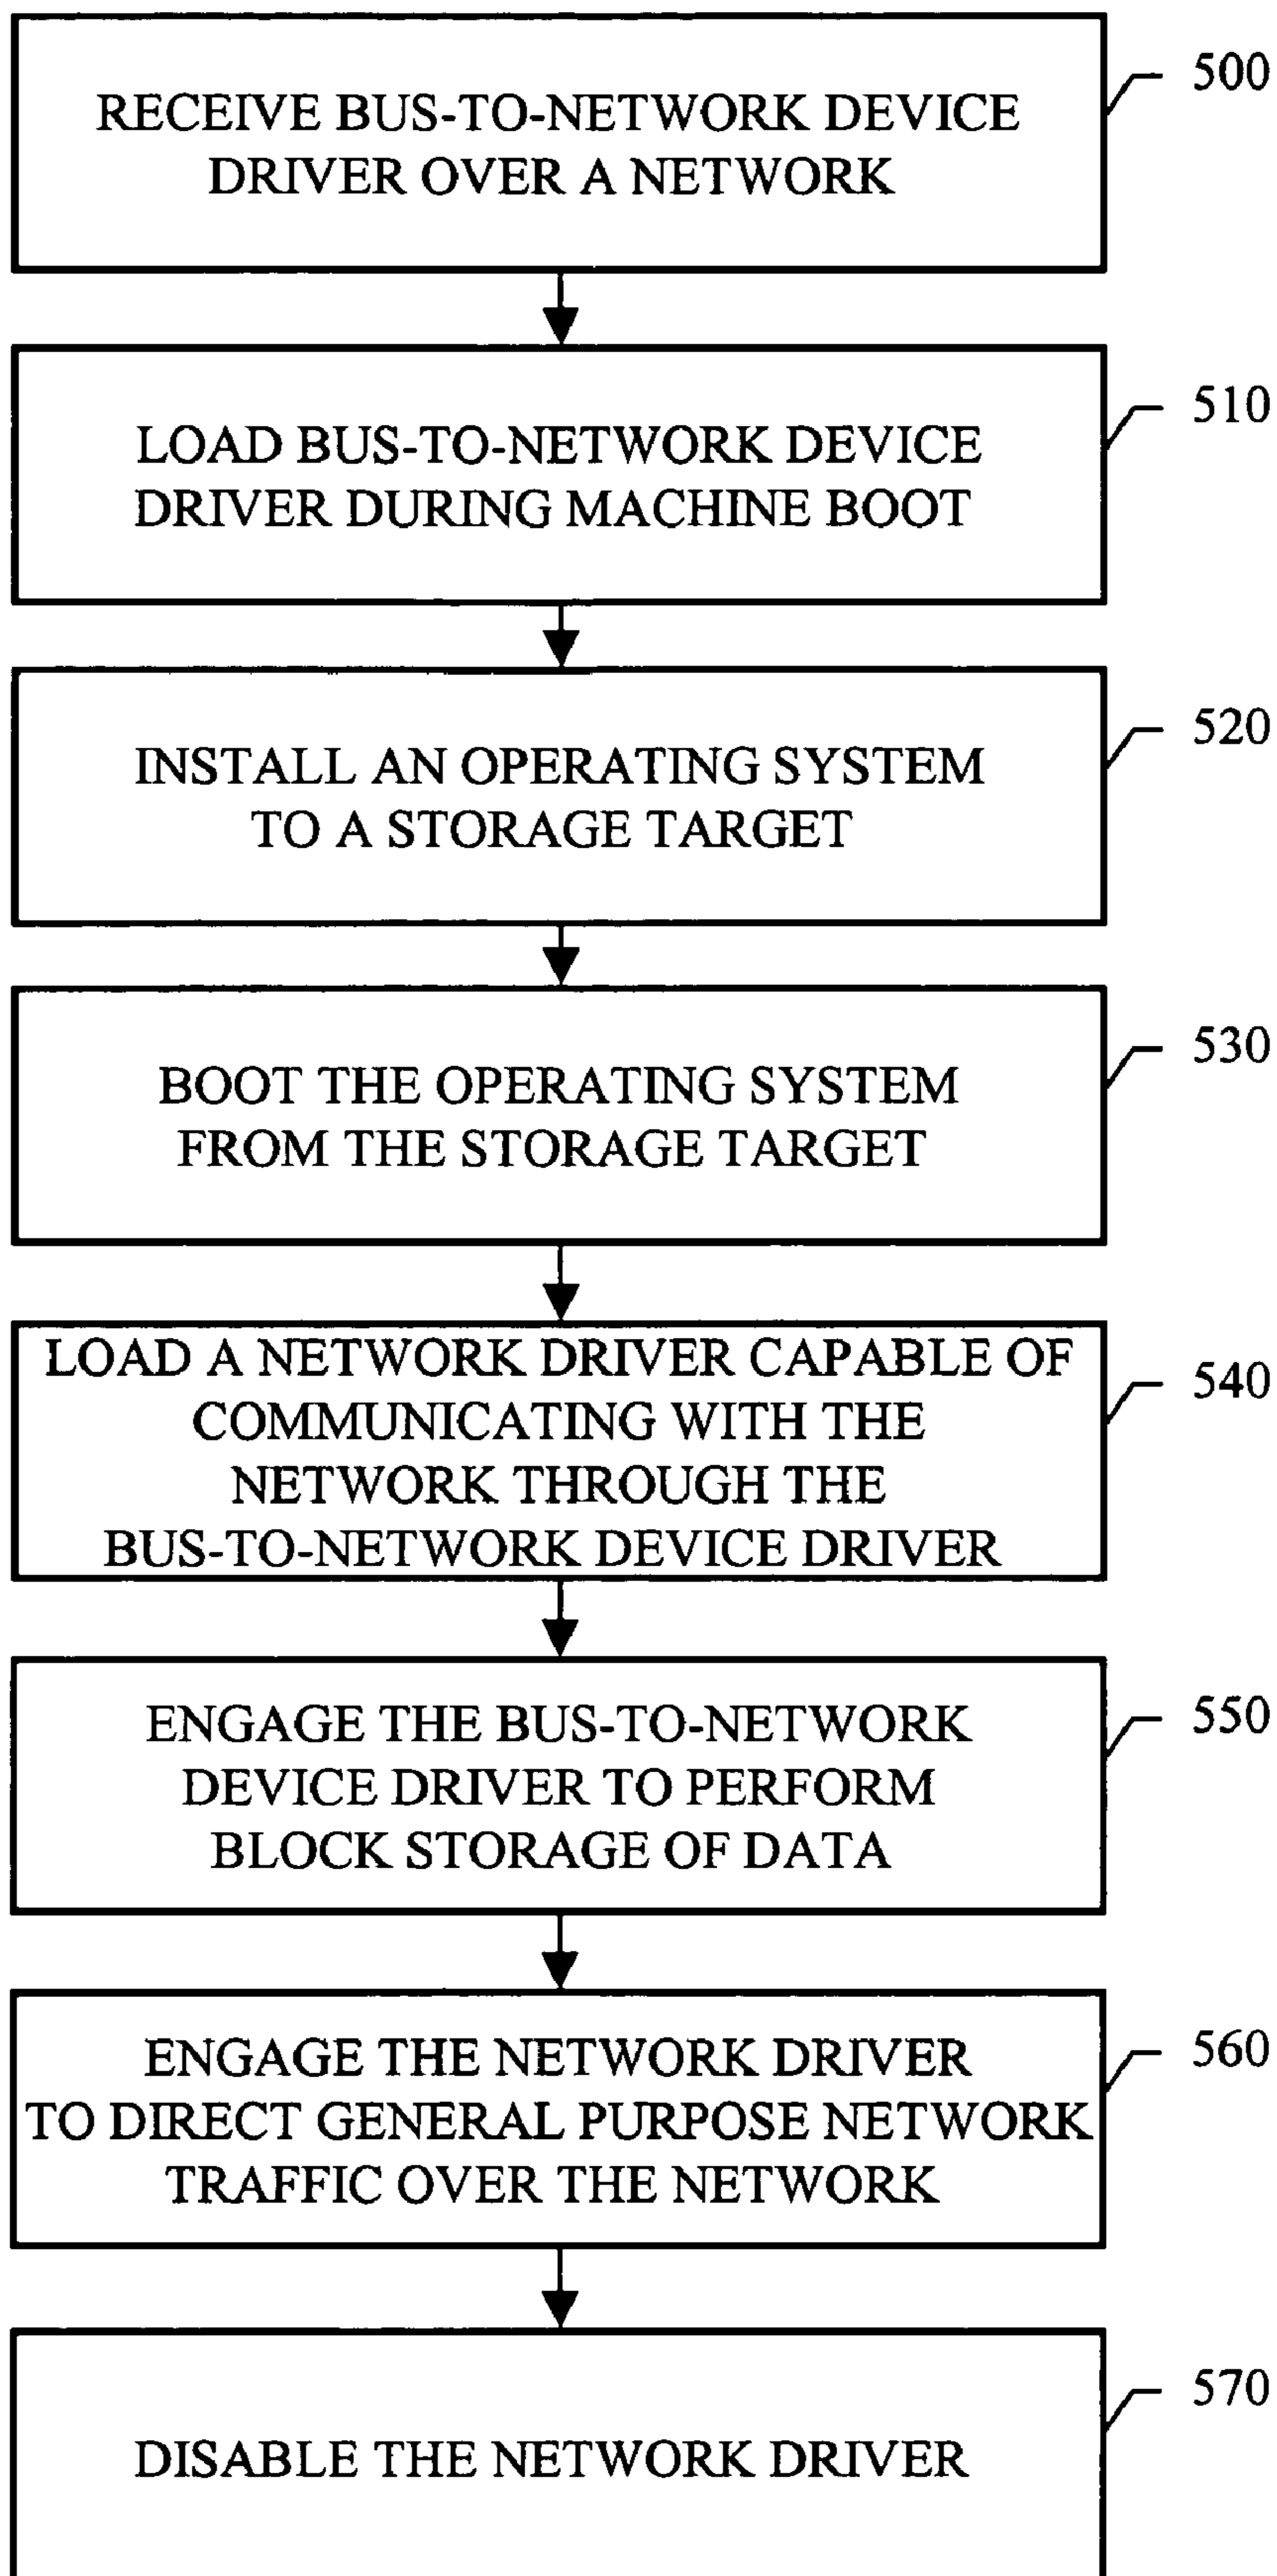 RECEIVE BUS-TO-NETWORK DEVICE
DRIVER OVER A NETWORK
500
LOAD BUS-TO-NETWORK DEVICE
DRIVER DURING MACHINE BOOT
510
INSTALL AN OPERATING SYSTEM
TO A STORAGE TARGET
520
BOOT THE OPERATING SYSTEM
FROM THE STORAGE TARGET
530
LOAD A NETWORK DRIVER CAPABLE OF
COMMUNICATING WITH THE
NETWORK THROUGH THE
BUS-TO-NETWORK DEVICE DRIVER
540
ENGAGE THE BUS-TO-NETWORK
DEVICE DRIVER TO PERFORM
BLOCK STORAGE OF DATA
550
ENGAGE THE NETWORK DRIVER
TO DIRECT GENERAL PURPOSE NETWORK
TRAFFIC OVER THE NETWORK
560
DISABLE THE NETWORK DRIVER
570